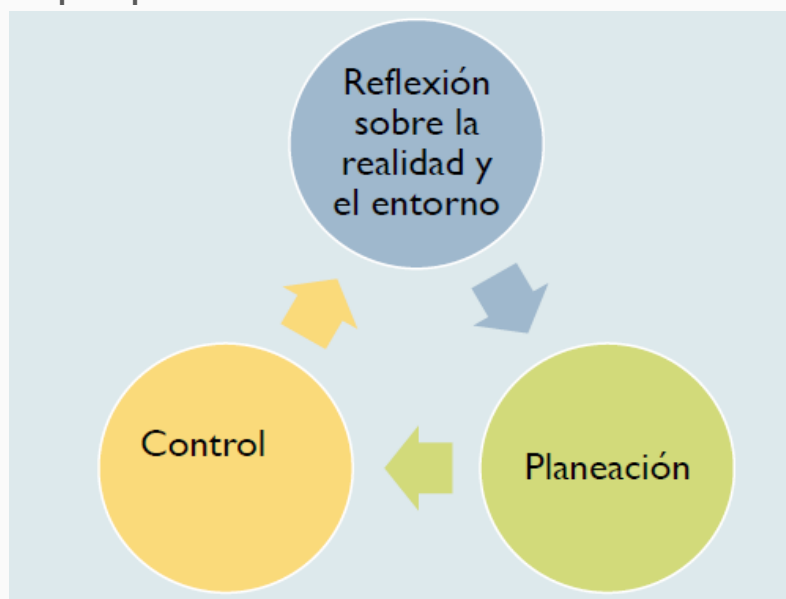 Reflexión
sobre la
realidad y
el entorno
Control
Planeación